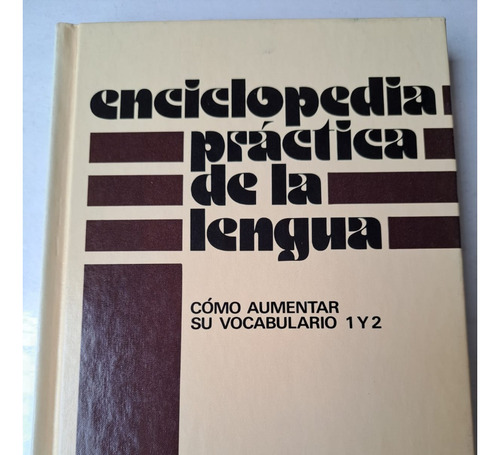 enciclopedia
práctica
de la
lengua
CÓMO AUMENTAR
SU VOCABULARIO 1 Y 2